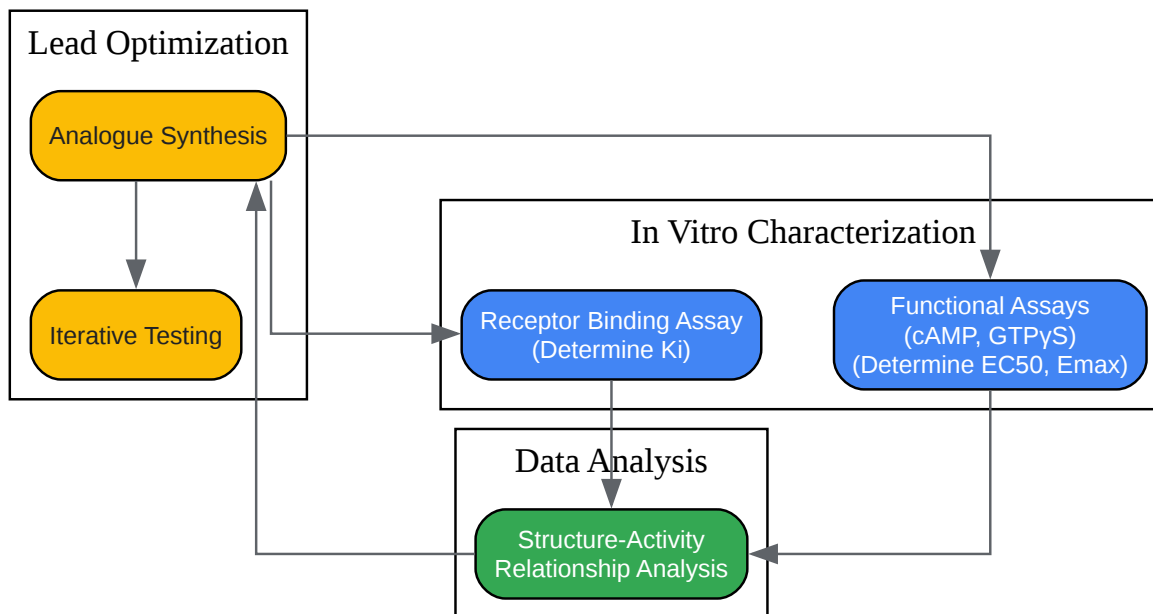 Lead Optimization
Analogue Synthesis
Iterative Testing
In Vitro Characterization
Receptor Binding Assay
(Determine Ki)
Functional Assays
(cAMP, GTPγS)
(Determine EC50, Emax)
Data Analysis
Structure-Activity
Relationship Analysis